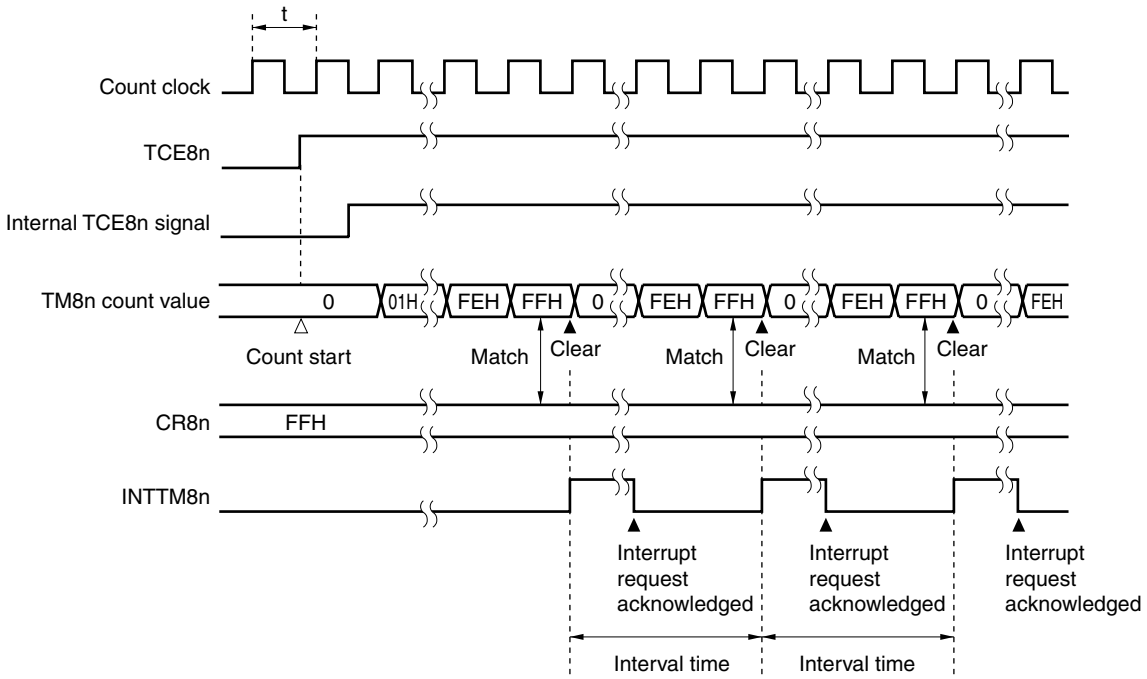 t
Count clock
TCE8n
Internal TCE8n signal
TM8n count value
0 01H FEH FFH 0 FEH FFH 0 FEH FFH 0 FEH
Count start
Match Clear Match Clear Match Clear
CR8n
FFH
INTTM8n
Interrupt
request
acknowledged
Interrupt
request
acknowledged
Interrupt
request
acknowledged
Interval time Interval time